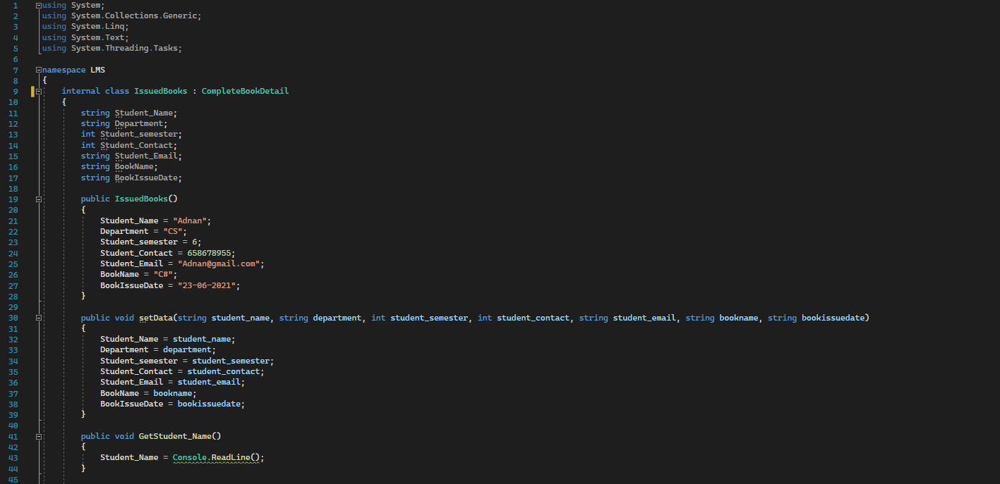 1 using System;
2 using System.Collections.Generic;
3 using System.Linq;
4 using System.Text;
5 using System.Threading.Tasks;
6
7 namespace LMS
8 {
9 internal class IssuedBooks : CompleteBookDetail
10 {
11 string Student_Name;
12 string Department;
13 int Student_semester;
14 int Student_Contact;
15 string Student_Email;
16 string BookName;
17 string BookIssueDate;
18
19 public IssuedBooks()
20 {
21 Student_Name = "Adnan";
22 Department = "CS";
23 Student_semester = 6;
24 Student_Contact = 658678955;
25 Student_Email = "Adnan@gmail.com";
26 BookName = "C#";
27 BookIssueDate = "23-06-2021";
28 }
29
30 public void setData(string student_name, string department, int student_semester, int student_contact, string student_email, string bookname, string bookissuedate)
31 {
32 Student_Name = student_name;
33 Department = department;
34 Student_semester = student_semester;
35 Student_Contact = student_contact;
36 Student_Email = student_email;
37 BookName = bookname;
38 BookIssueDate = bookissuedate;
39 }
40
41 public void GetStudent_Name()
42 {
43 Student_Name = Console.ReadLine();
44 }
45